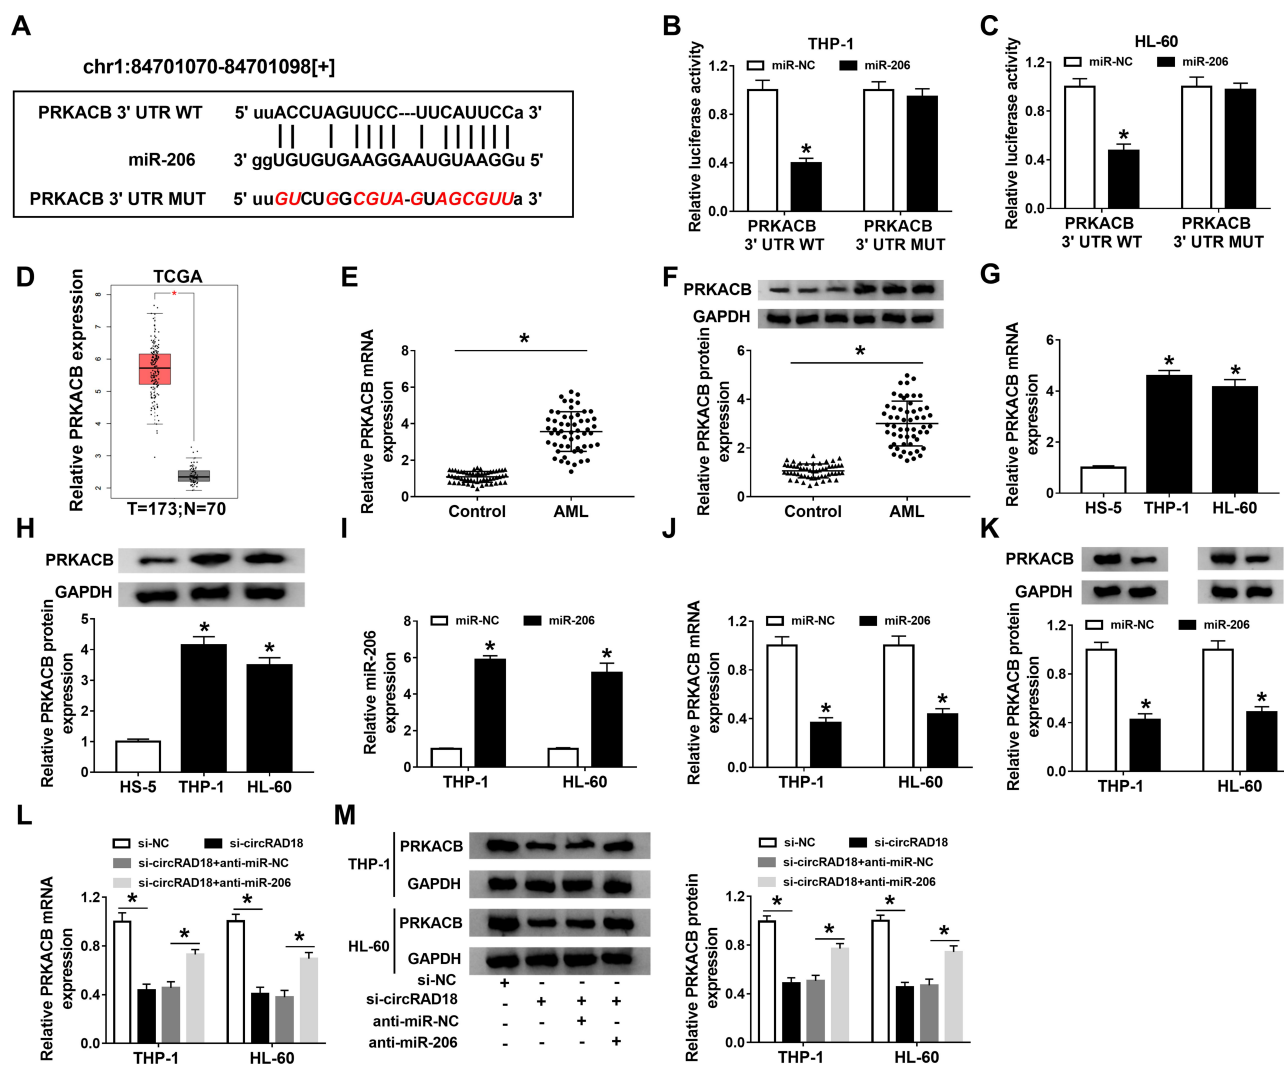 A
chr1:84701070-84701098[+]
PRKACB 3' UTR WT 5' uuACCUAGUUCC---UUCAUUCCa 3'
miR-206 3' ggUGUGUGAAGGAAUGUAAGGu 5'
PRKACB 3' UTR MUT 5' uuGUCUGGCGUA-GUAGCGUUa 3'
B
THP-1
miR-NC miR-206
Relative luciferase activity
1.2
0.8
0.4
0.0
*
PRKACB 3' UTR WT
PRKACB 3' UTR MUT
C
HL-60
miR-NC miR-206
Relative luciferase activity
1.2
0.8
0.4
0.0
*
PRKACB 3' UTR WT
PRKACB 3' UTR MUT
D
TCGA
Relative PRKACB expression
8
7
6
5
4
3
2
*
T=173;N=70
E
Relative PRKACB mRNA expression
8
6
4
2
0
*
Control AML
F
PRKACB
GAPDH
Relative PRKACB protein expression
6
4
2
0
*
Control AML
G
Relative PRKACB mRNA expression
6
4
2
0
* *
HS-5 THP-1 HL-60
H
PRKACB
GAPDH
Relative PRKACB protein expression
5
4
3
2
1
0
* *
HS-5 THP-1 HL-60
I
miR-NC miR-206
Relative miR-206 expression
8
6
4
2
0
* *
THP-1 HL-60
J
miR-NC miR-206
Relative PRKACB mRNA expression
1.2
0.8
0.4
0.0
* *
THP-1 HL-60
K
PRKACB
GAPDH
miR-NC miR-206
Relative PRKACB protein expression
1.2
0.8
0.4
0.0
* *
THP-1 HL-60
L
si-NC si-circRAD18
si-circRAD18+anti-miR-NC
si-circRAD18+anti-miR-206
Relative PRKACB mRNA expression
1.2
0.8
0.4
0.0
* * * *
THP-1 HL-60
M
THP-1
PRKACB
GAPDH
HL-60
PRKACB
GAPDH
si-NC + - - -
si-circRAD18 - + + +
anti-miR-NC - - + -
anti-miR-206 - - - +
si-NC si-circRAD18
si-circRAD18+anti-miR-NC
si-circRAD18+anti-miR-206
Relative PRKACB protein expression
1.2
0.8
0.4
0.0
* * * *
THP-1 HL-60